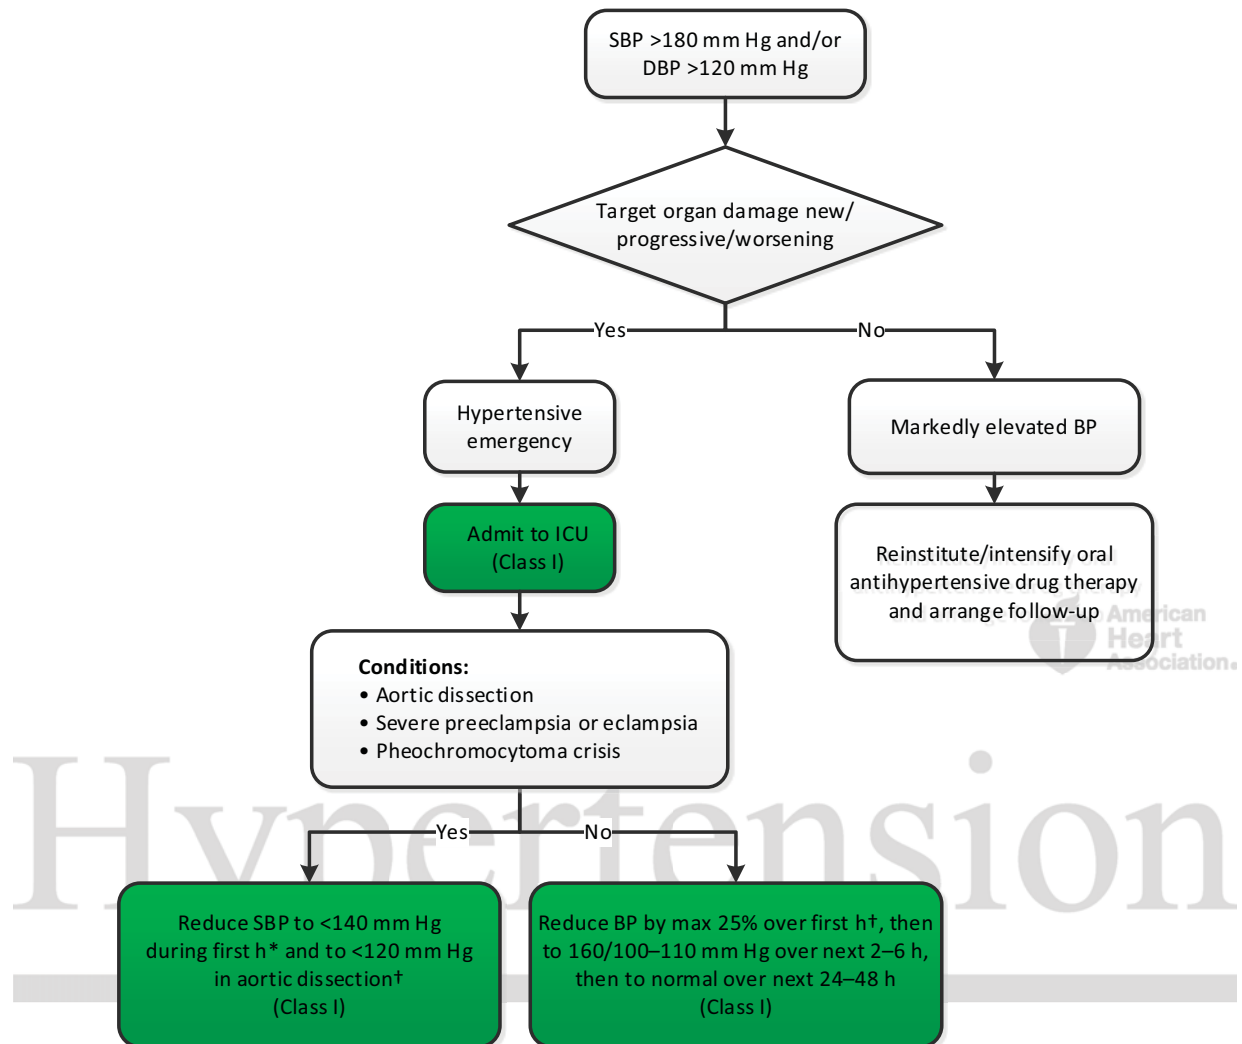 SBP >180 mm Hg and/or
DBP >120 mm Hg
Target organ damage new/
progressive/worsening
Yes
No
Hypertensive
emergency
Markedly elevated BP
Admit to ICU
(Class I)
Reinstitute/intensify oral
antihypertensive drug therapy
and arrange follow-up
American
Heart
Association.
Conditions:
• Aortic dissection
• Severe preeclampsia or eclampsia
• Pheochromocytoma crisis
Hypertension
Yes
No
Reduce SBP to <140 mm Hg
during first h* and to <120 mm Hg
in aortic dissection†
(Class I)
Reduce BP by max 25% over first h†, then
to 160/100–110 mm Hg over next 2–6 h,
then to normal over next 24–48 h
(Class I)